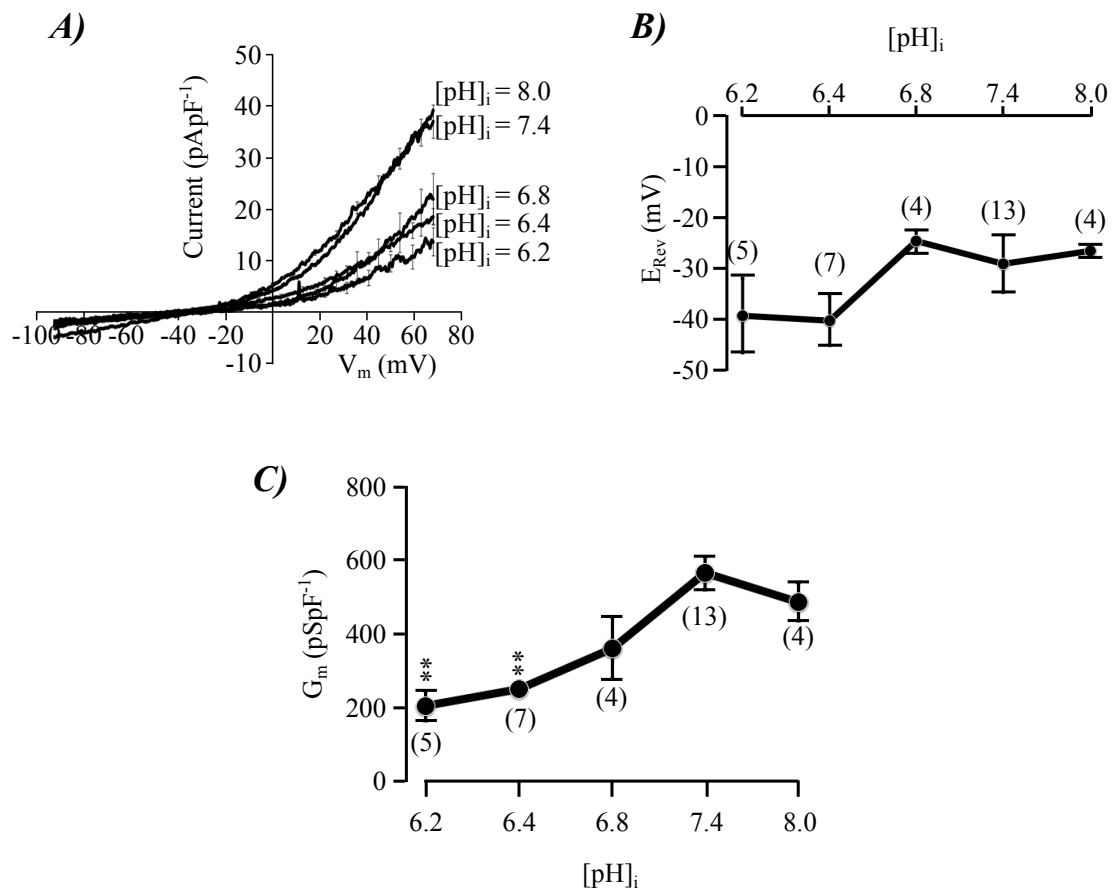 A)
50
40
30
20
10
-10
Current (pApF⁻¹)
-100 -80 -60 -40 -20 20 40 60 80
Vₘ (mV)
[pH]ᵢ = 8.0
[pH]ᵢ = 7.4
[pH]ᵢ = 6.8
[pH]ᵢ = 6.4
[pH]ᵢ = 6.2
B)
[pH]ᵢ
6.2 6.4 6.8 7.4 8.0
0
-10
-20
-30
-40
-50
E_Rev (mV)
(5) (7) (4) (13) (4)
C)
800
600
400
200
0
Gₘ (pSpF⁻¹)
** **
(5) (7) (4) (13) (4)
6.2 6.4 6.8 7.4 8.0
[pH]ᵢ